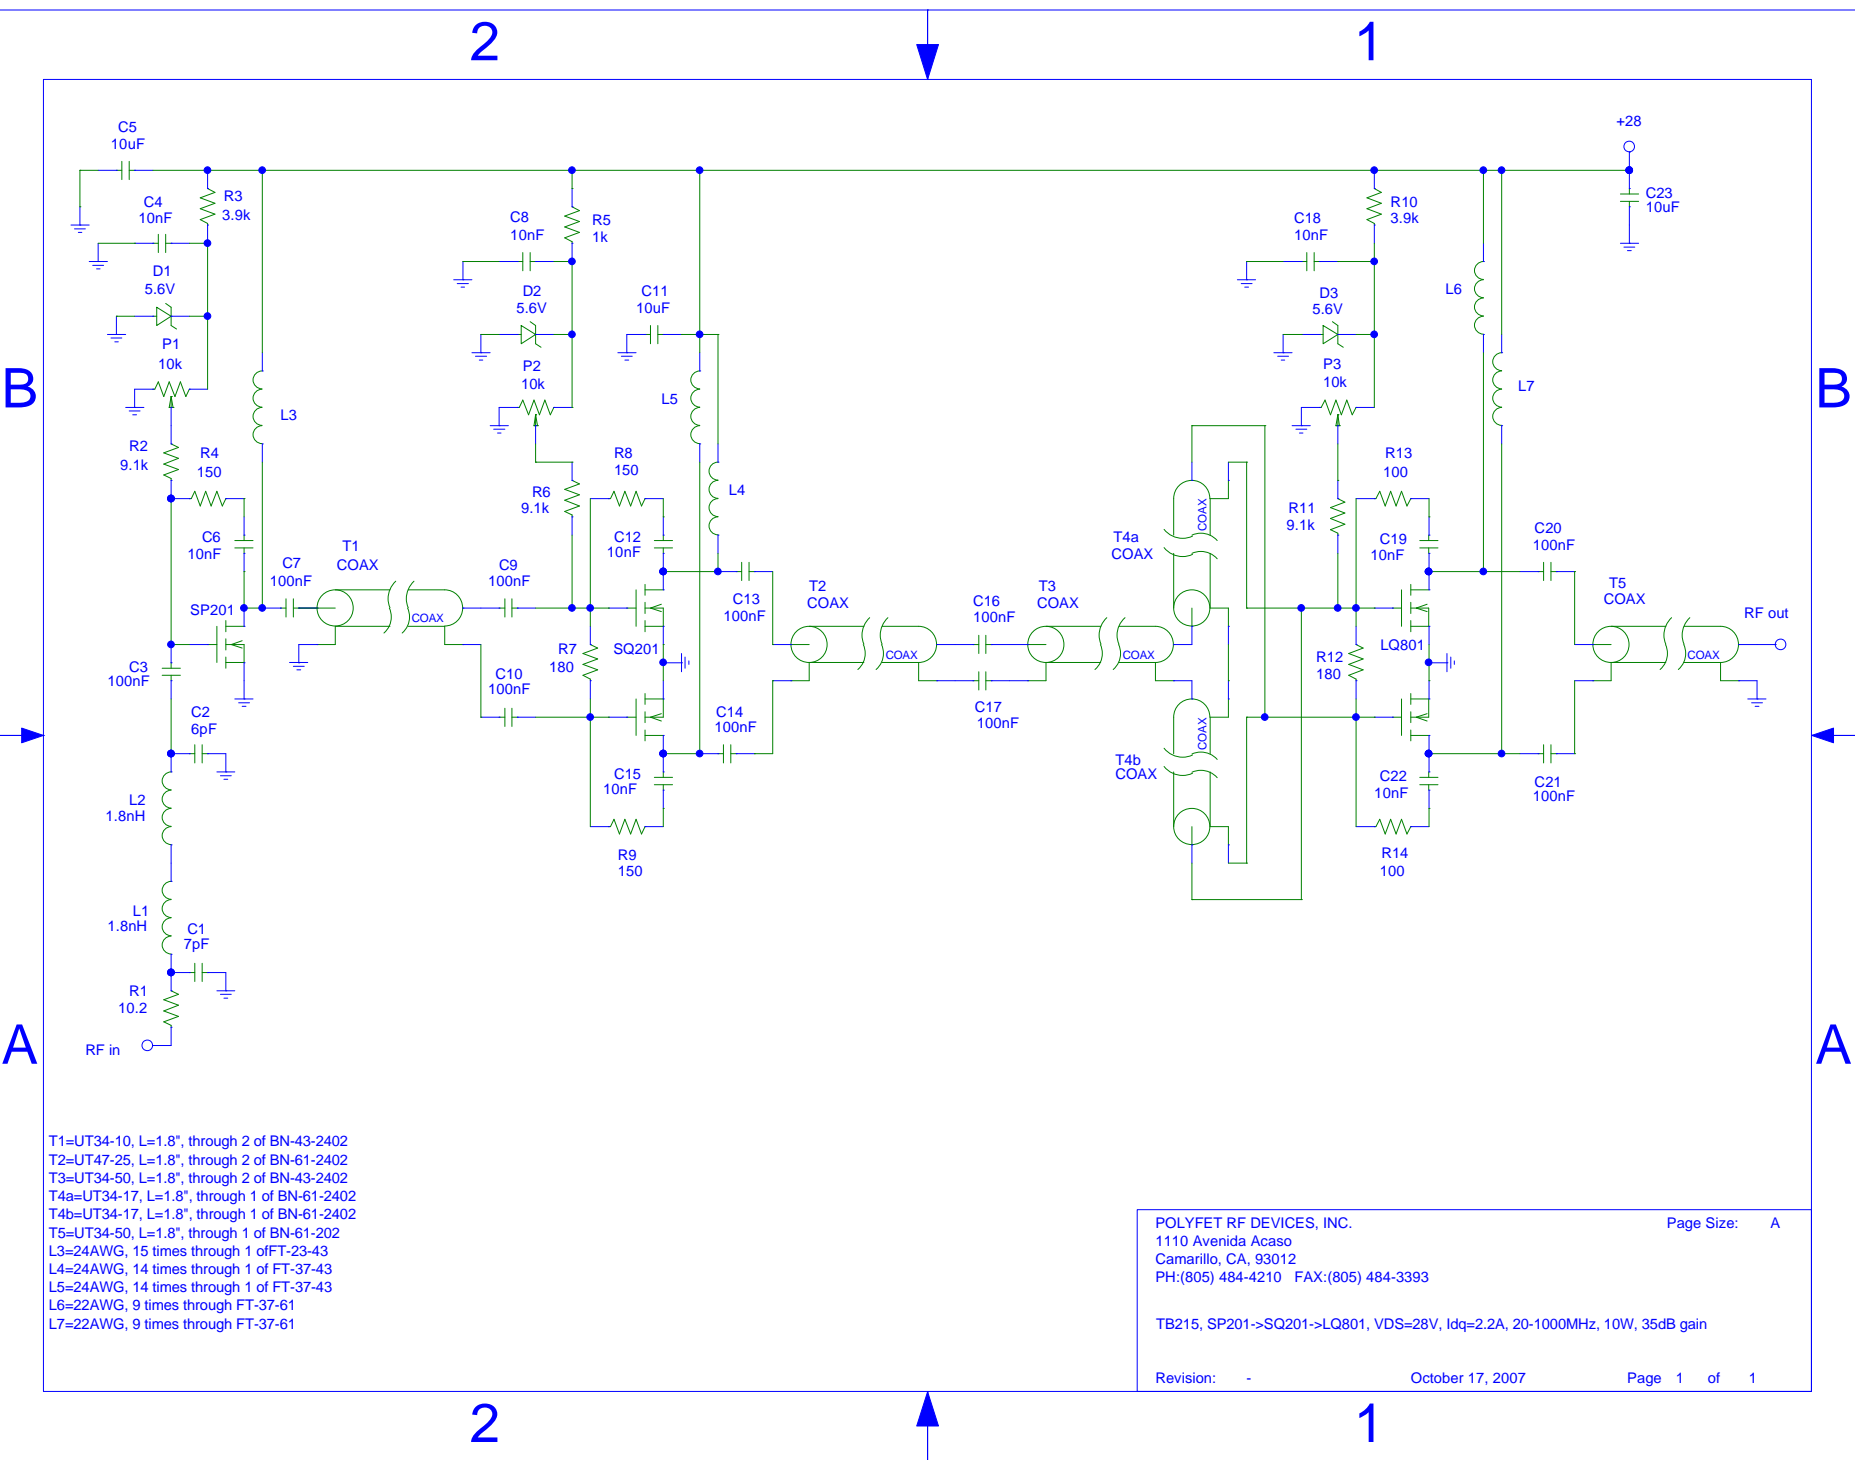 2
1
+28
C5
10uF
R3
3.9k
C4
10nF
D1
5.6V
P1
10k
R2
9.1k
R4
150
L3
C6
10nF
C7
100nF
SP201
C3
100nF
C2
6pF
L2
1.8nH
L1
1.8nH
C1
7pF
R1
10.2
RF in
T1
COAX
COAX
C8
10nF
R5
1k
D2
5.6V
P2
10k
R6
9.1k
C9
100nF
C10
100nF
C11
10uF
L5
L4
R8
150
C12
10nF
R7
180
SQ201
C13
100nF
C14
100nF
C15
10nF
R9
150
T2
COAX
COAX
C16
100nF
C17
100nF
T3
COAX
COAX
T4a
COAX
COAX
T4b
COAX
COAX
C18
10nF
R10
3.9k
D3
5.6V
P3
10k
R11
9.1k
R13
100
C19
10nF
R12
180
LQ801
C22
10nF
R14
100
L6
L7
C23
10uF
C20
100nF
C21
100nF
T5
COAX
COAX
RF out
B
B
A
A
T1=UT34-10, L=1.8", through 2 of BN-43-2402
T2=UT47-25, L=1.8", through 2 of BN-61-2402
T3=UT34-50, L=1.8", through 2 of BN-43-2402
T4a=UT34-17, L=1.8", through 1 of BN-61-2402
T4b=UT34-17, L=1.8", through 1 of BN-61-2402
T5=UT34-50, L=1.8", through 1 of BN-61-202
L3=24AWG, 15 times through 1 ofFT-23-43
L4=24AWG, 14 times through 1 of FT-37-43
L5=24AWG, 14 times through 1 of FT-37-43
L6=22AWG, 9 times through FT-37-61
L7=22AWG, 9 times through FT-37-61
POLYFET RF DEVICES, INC. Page Size: A
1110 Avenida Acaso
Camarillo, CA, 93012
PH:(805) 484-4210 FAX:(805) 484-3393
TB215, SP201->SQ201->LQ801, VDS=28V, Idq=2.2A, 20-1000MHz, 10W, 35dB gain
Revision: - October 17, 2007 Page 1 of 1
2
1